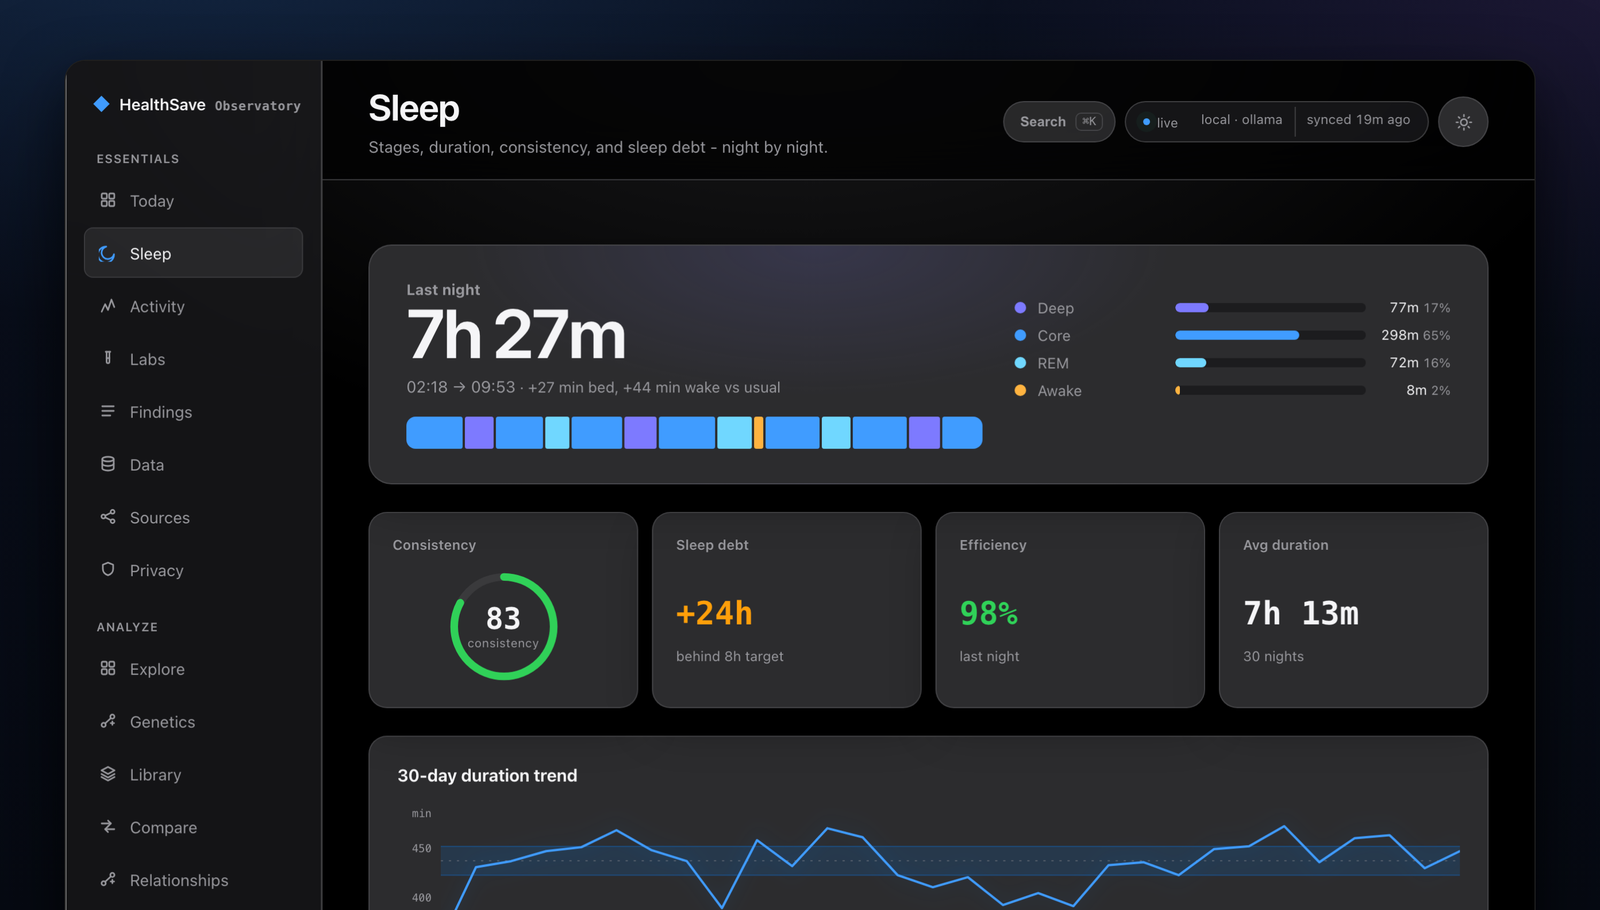 HealthSave Observatory
ESSENTIALS
Today
Sleep
Activity
Labs
Findings
Data
Sources
Privacy
ANALYZE
Explore
Genetics
Library
Compare
Relationships
Sleep
Stages, duration, consistency, and sleep debt - night by night.
Search ⌘K
live local · ollama synced 19m ago
Last night
7h 27m
02:18 → 09:53 · +27 min bed, +44 min wake vs usual
Deep 77m 17%
Core 298m 65%
REM 72m 16%
Awake 8m 2%
Consistency
83
consistency
Sleep debt
+24h
behind 8h target
Efficiency
98%
last night
Avg duration
7h 13m
30 nights
30-day duration trend
min
450
400